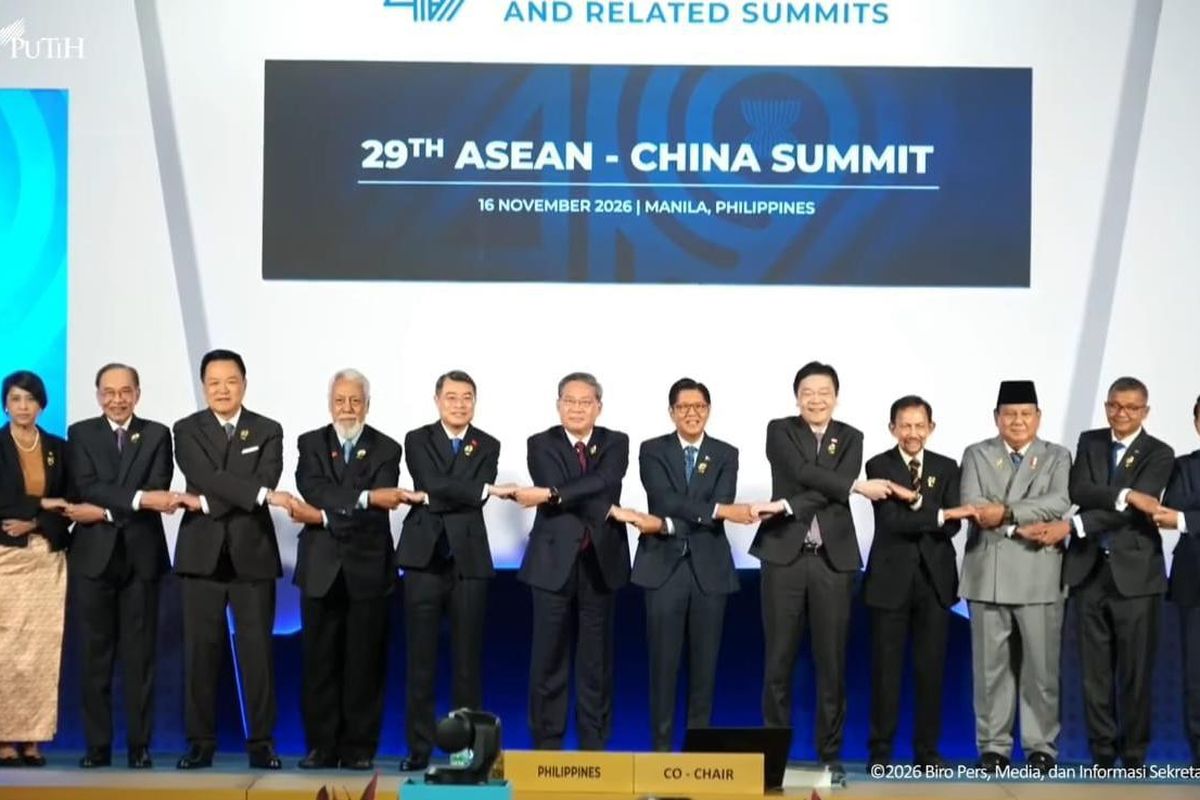 PUTIH
AND RELATED SUMMITS
29TH ASEAN - CHINA SUMMIT
16 NOVEMBER 2026 | MANILA, PHILIPPINES
PHILIPPINES
CO - CHAIR
©2026 Biro Pers, Media, dan Informasi Sekreta